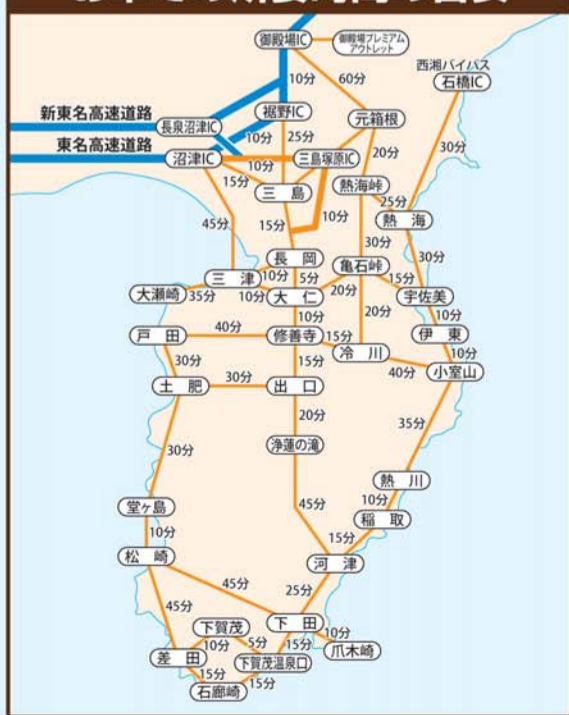 御殿場IC
御殿場プレミアム
アウトレット
西湘バイパス
石橋IC
10分
60分
新東名高速道路
長泉沼津IC
裾野IC
元箱根
30分
東名高速道路
10分
25分
20分
沼津IC
10分
三島塚原IC
熱海峠
15分
三島
25分
45分
15分
10分
熱海
長岡
30分
30分
三津
10分
5分
亀石峠
15分
大瀬崎
35分
10分
大仁
20分
宇佐美
10分
20分
10分
戸田
40分
修善寺
15分
伊東
30分
15分
冷川
10分
40分
小室山
土肥
30分
出口
20分
35分
浄蓮の滝
30分
熱川
堂ヶ島
45分
10分
稲取
10分
15分
松崎
河津
45分
25分
45分
下賀茂
下田
10分
10分
5分
15分
爪木崎
差田
下賀茂温泉口
15分
15分
石廊崎